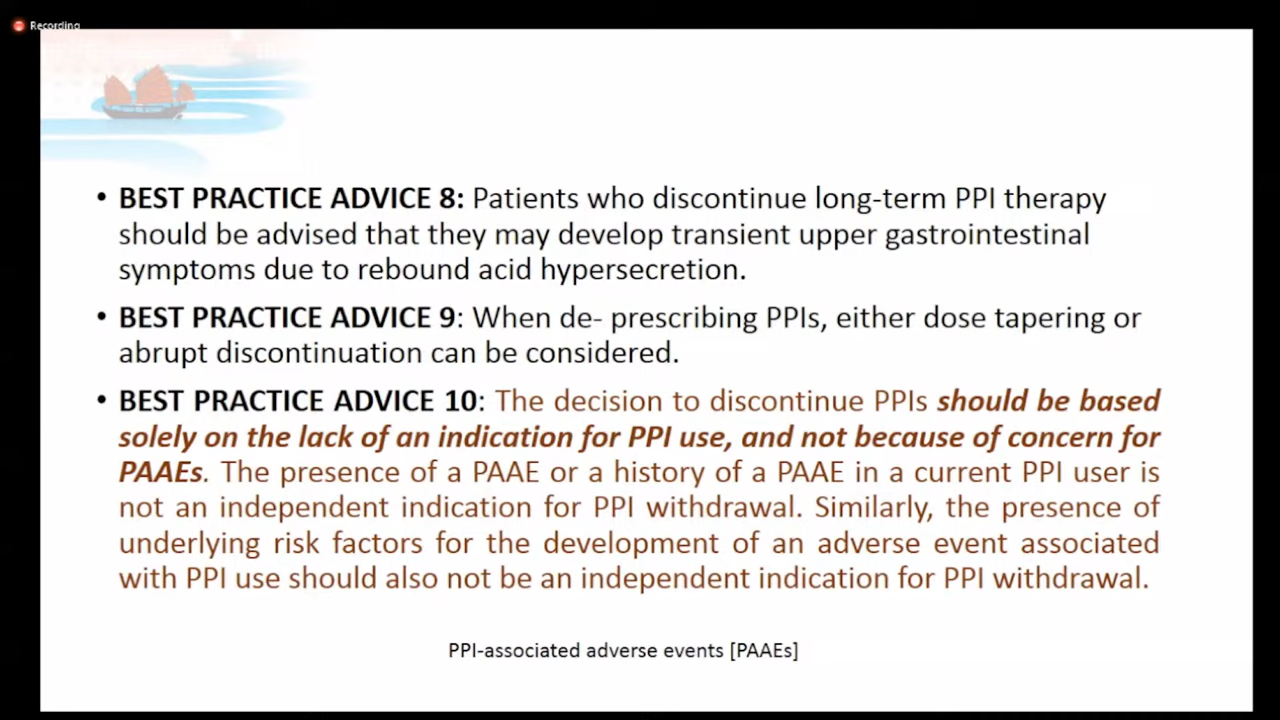 Recording
• BEST PRACTICE ADVICE 8: Patients who discontinue long-term PPI therapy
should be advised that they may develop transient upper gastrointestinal
symptoms due to rebound acid hypersecretion.
• BEST PRACTICE ADVICE 9: When de- prescribing PPIs, either dose tapering or
abrupt discontinuation can be considered.
• BEST PRACTICE ADVICE 10: The decision to discontinue PPIs should be based
solely on the lack of an indication for PPI use, and not because of concern for
PAAEs. The presence of a PAAE or a history of a PAAE in a current PPI user is
not an independent indication for PPI withdrawal. Similarly, the presence of
underlying risk factors for the development of an adverse event associated
with PPI use should also not be an independent indication for PPI withdrawal.
PPI-associated adverse events [PAAEs]